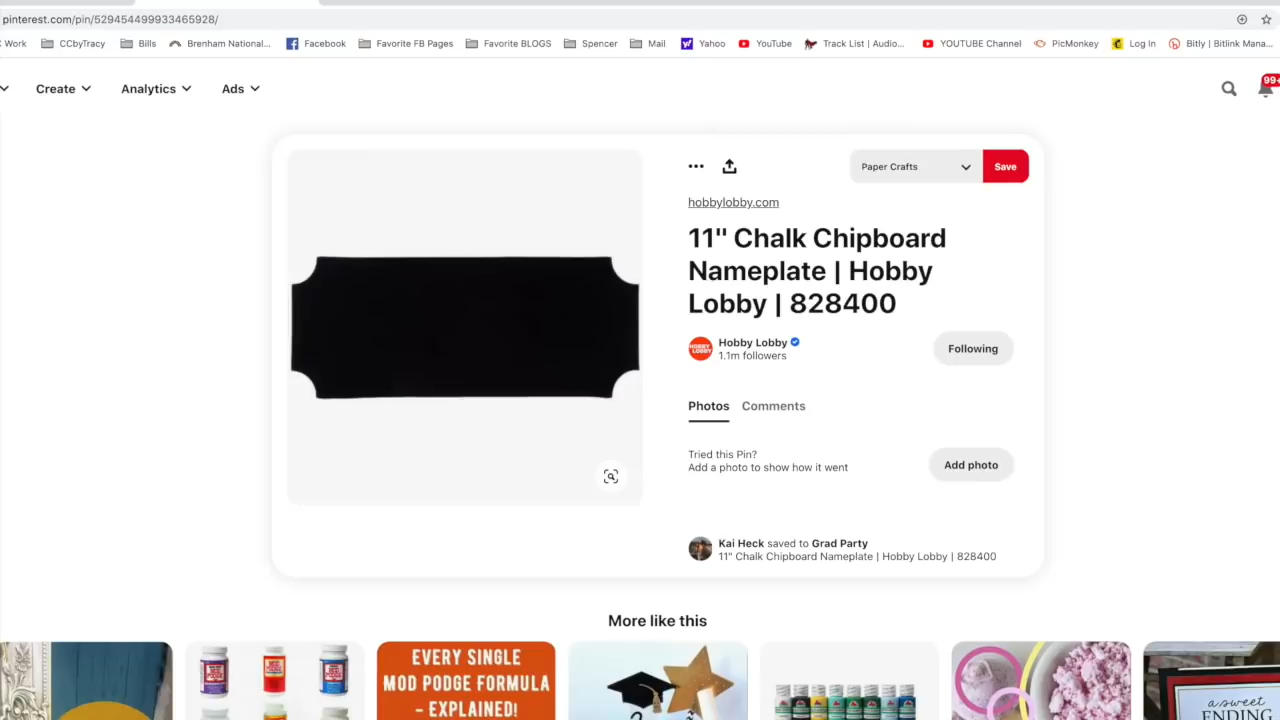 pinterest.com/pin/529454499933465928/
Work CCbyTracy Bills Brenham National... Facebook Favorite FB Pages Favorite BLOGS Spencer Mail Yahoo YouTube Track List | Audio... YOUTUBE Channel PicMonkey Log In Bitly | Bitlink Mana...
Create Analytics Ads 99+
Paper Crafts Save
hobbylobby.com
11" Chalk Chipboard
Nameplate | Hobby
Lobby | 828400
HOBBY
LOBBY
Hobby Lobby
1.1m followers
Following
Photos Comments
Tried this Pin?
Add a photo to show how it went
Add photo
Kai Heck saved to Grad Party
11" Chalk Chipboard Nameplate | Hobby Lobby | 828400
More like this
EVERY SINGLE
MOD PODGE FORMULA
– EXPLAINED!
a sweet
ENDING